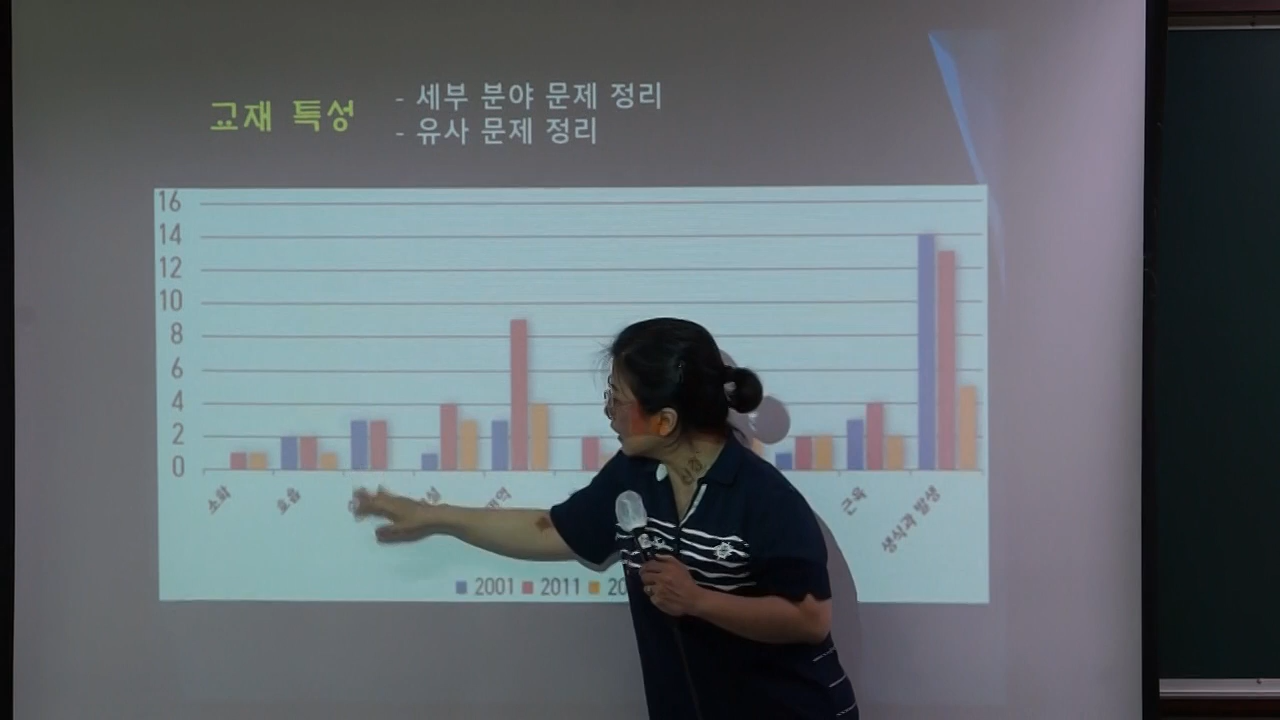 교재 특성
- 세부 분야 문제 정리
- 유사 문제 정리
16
14
12
10
8
6
4
2
0
소화
호흡
근육
생식과 발생
2001
2011